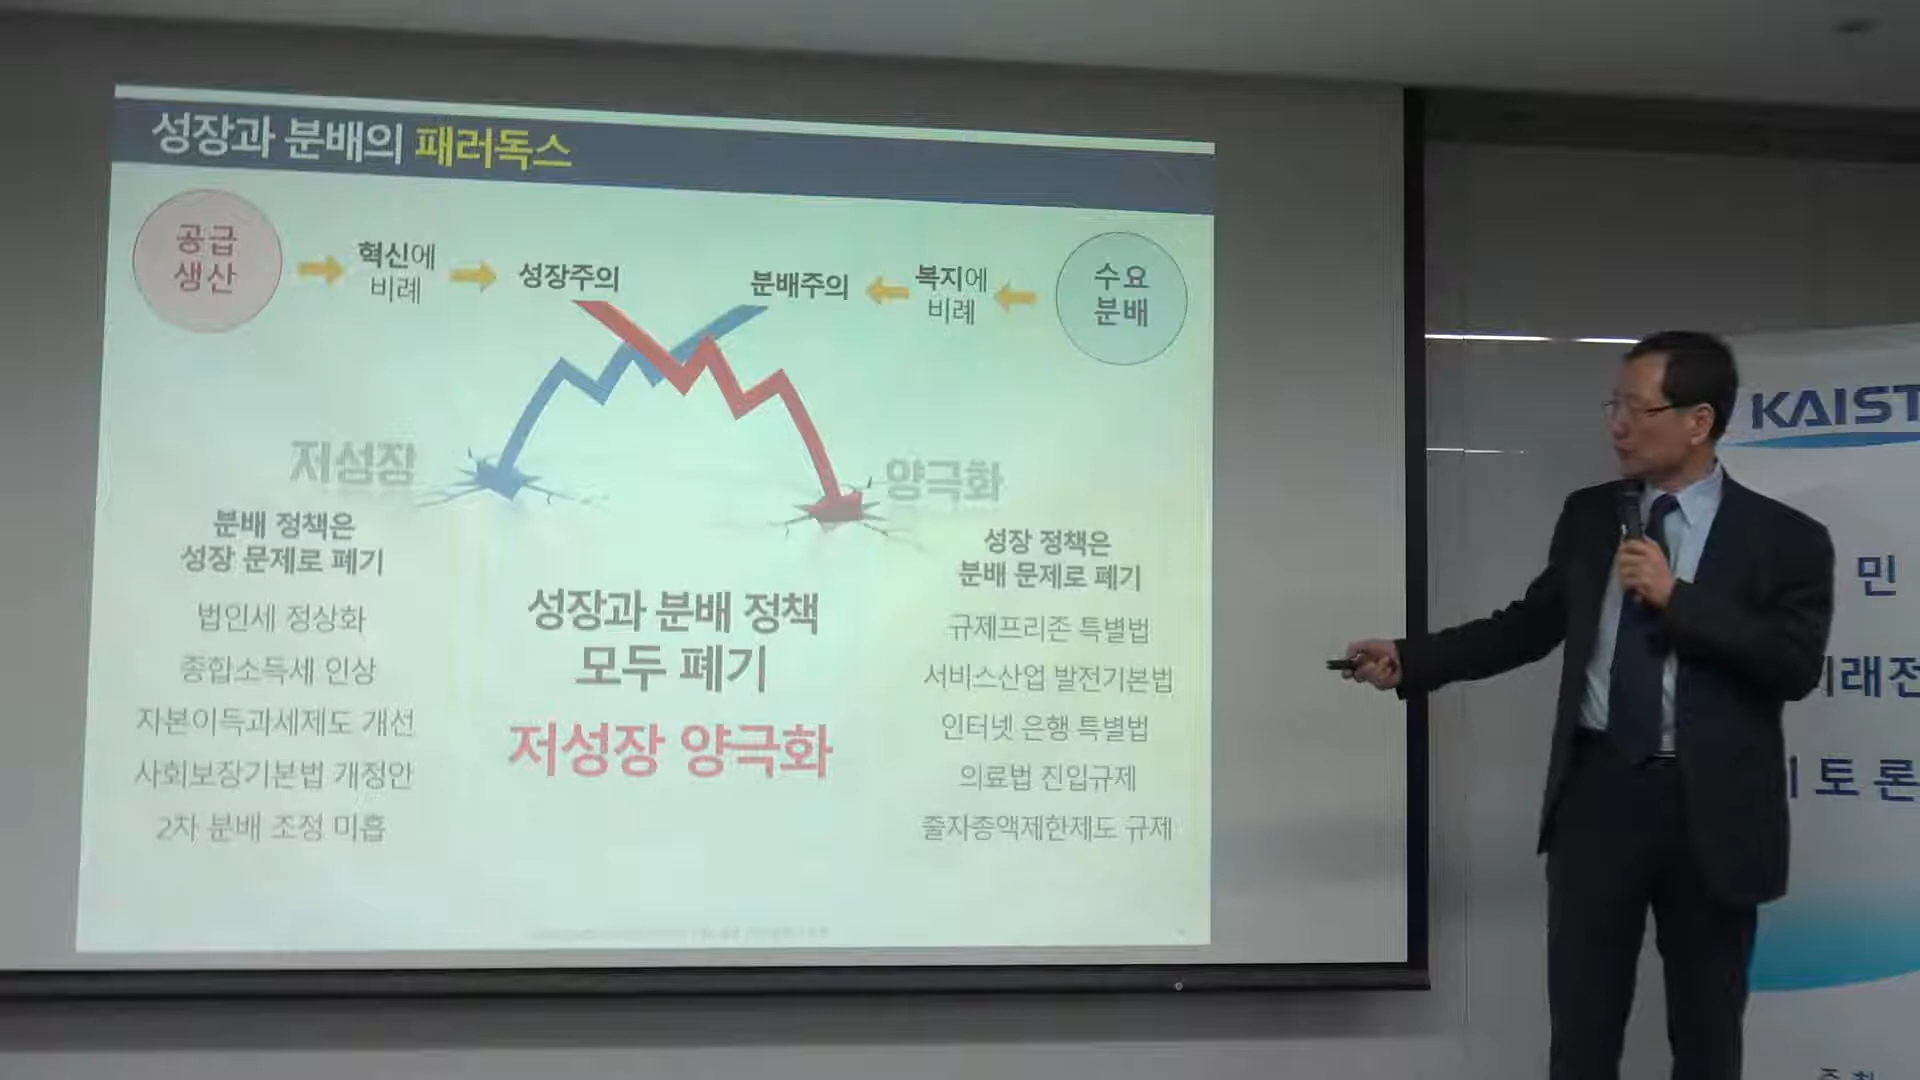 성장과 분배의 패러독스
공급
생산
혁신에
비례
성장주의
분배주의
복지에
비례
수요
분배
저성장
양극화
분배 정책은
성장 문제로 폐기
법인세 정상화
종합소득세 인상
자본이득과세제도 개선
사회보장기본법 개정안
2차 분배 조정 미흡
성장과 분배 정책
모두 폐기
저성장 양극화
성장 정책은
분배 문제로 폐기
규제프리존 특별법
서비스산업 발전기본법
인터넷 은행 특별법
의료법 진입규제
줄자종액제한제도 규제
KAIST
민
미래전
토론